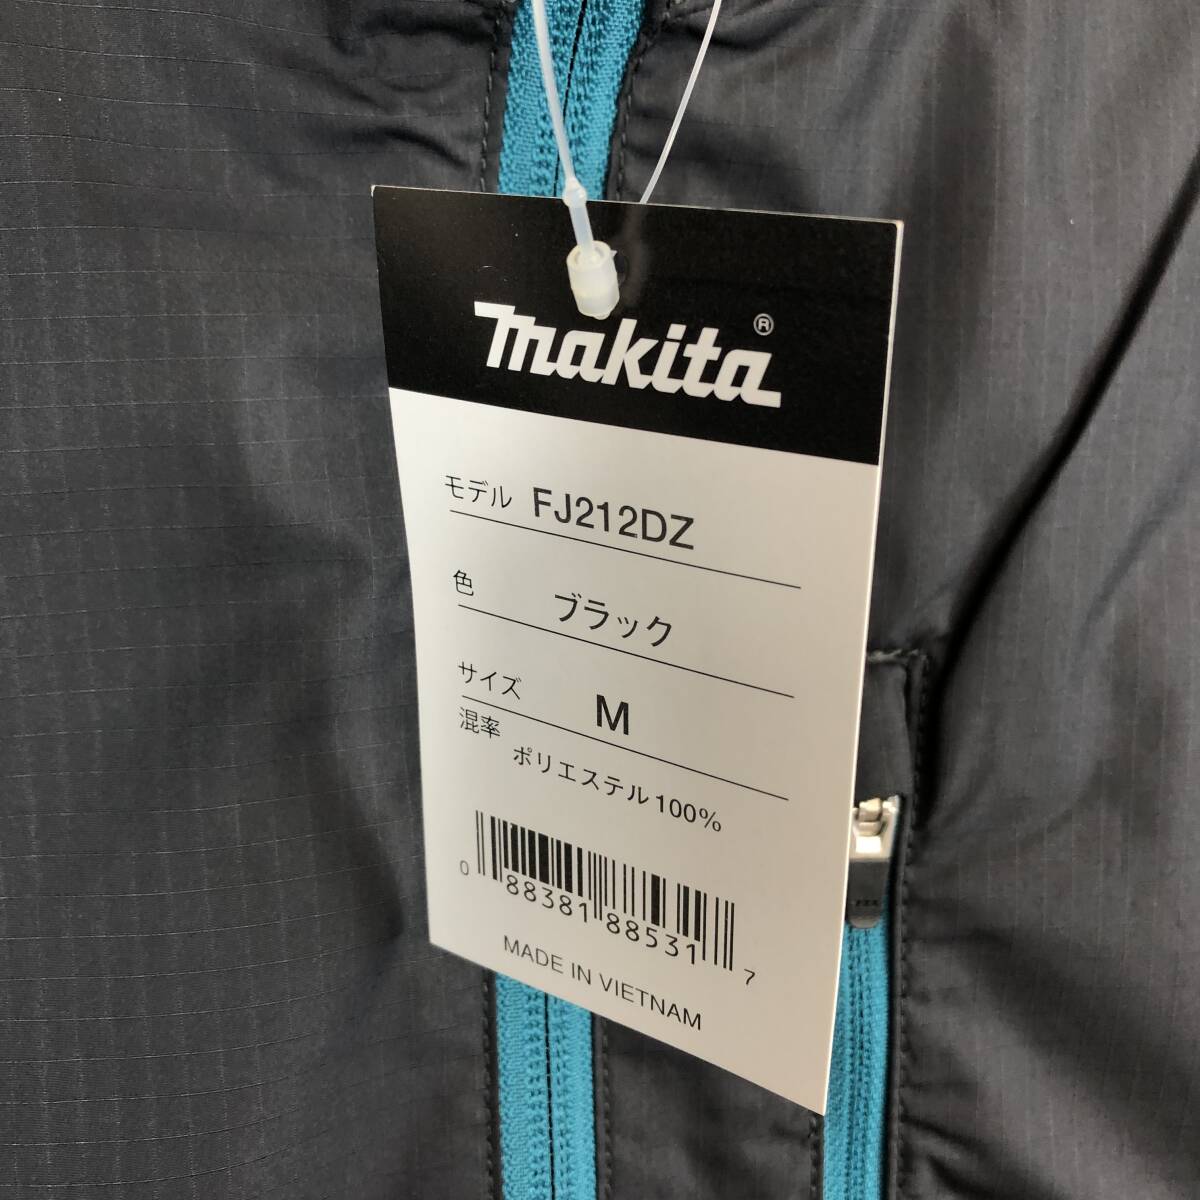 makita®
モデル FJ212DZ
色 ブラック
サイズ M
混率 ポリエステル100%
0 88381 88531 7
MADE IN VIETNAM